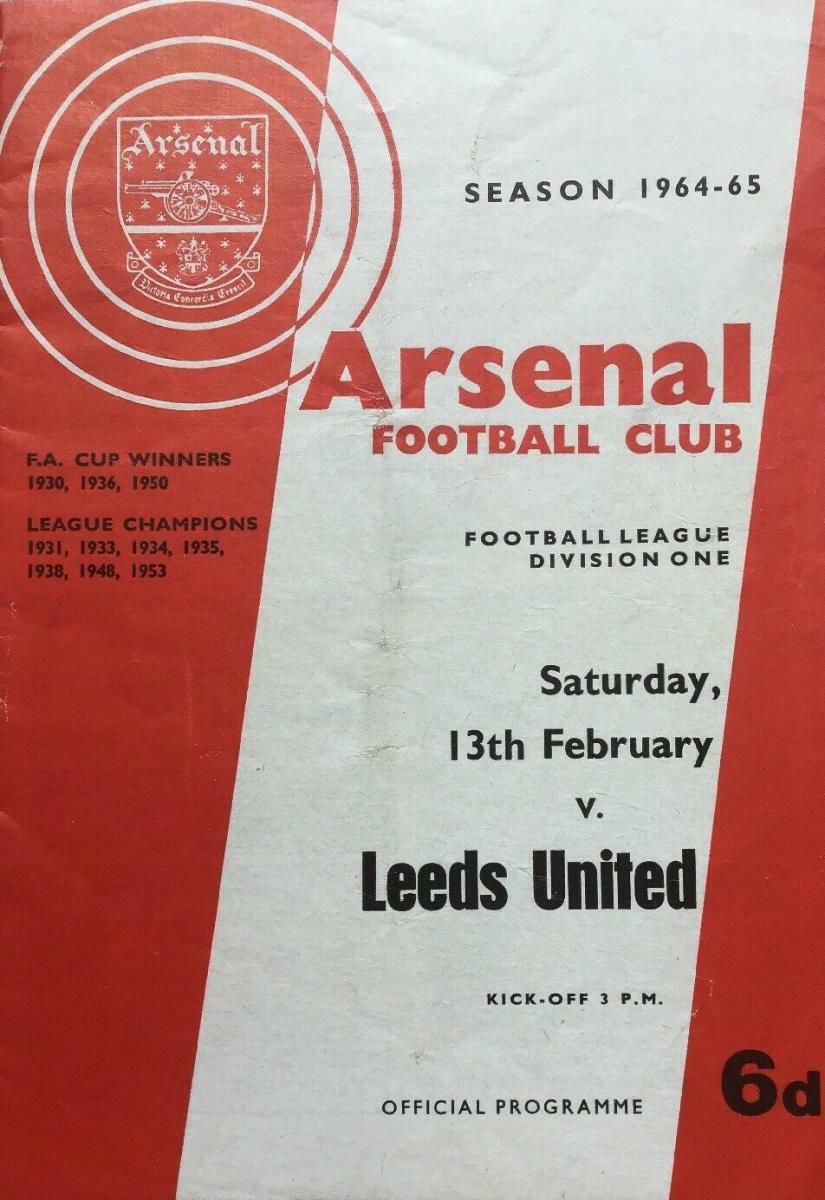 Arsenal
Victoria Concordia Crescit
SEASON 1964-65
Arsenal
FOOTBALL CLUB
F.A. CUP WINNERS
1930, 1936, 1950
LEAGUE CHAMPIONS
1931, 1933, 1934, 1935,
1938, 1948, 1953
FOOTBALL LEAGUE
DIVISION ONE
Saturday,
13th February
v.
Leeds United
KICK-OFF 3 P.M.
OFFICIAL PROGRAMME
6d